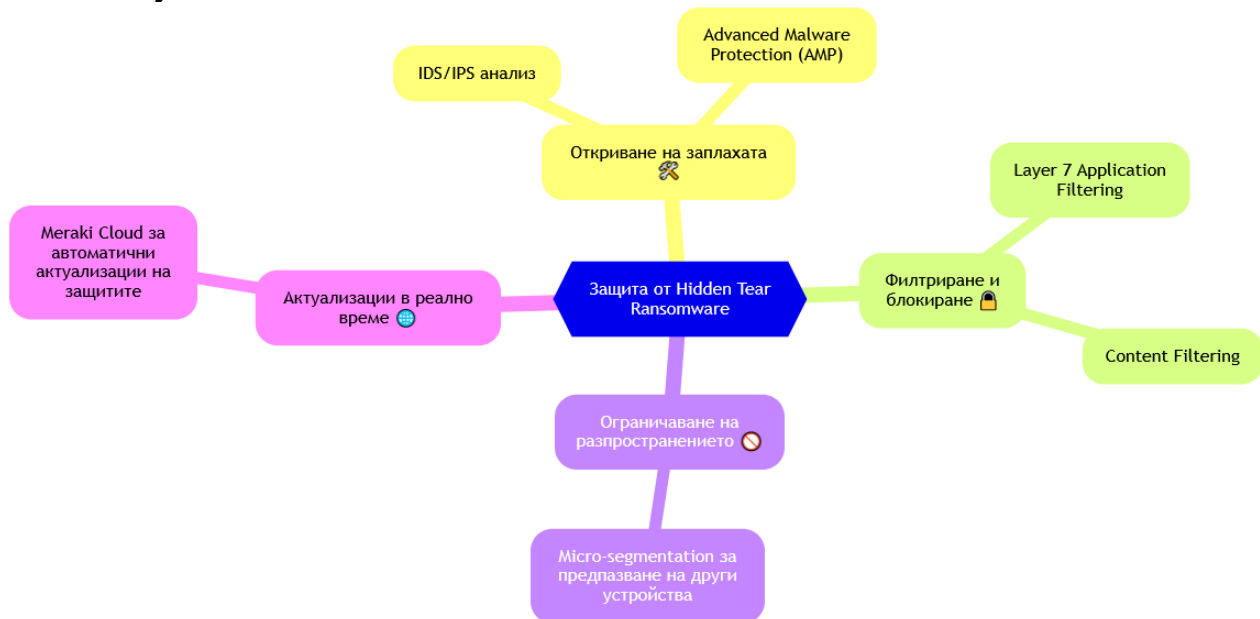 Advanced Malware
Protection (AMP)
IDS/IPS анализ
Откриване на заплахата
Layer 7 Application
Filtering
Meraki Cloud за
автоматични
актуализации на
защитите
Актуализации в реално
време
Защита от Hidden Tear
Ransomware
Филтриране и
блокиране
Content Filtering
Ограничаване на
разпространението
Micro-segmentation за
предпазване на други
устройства